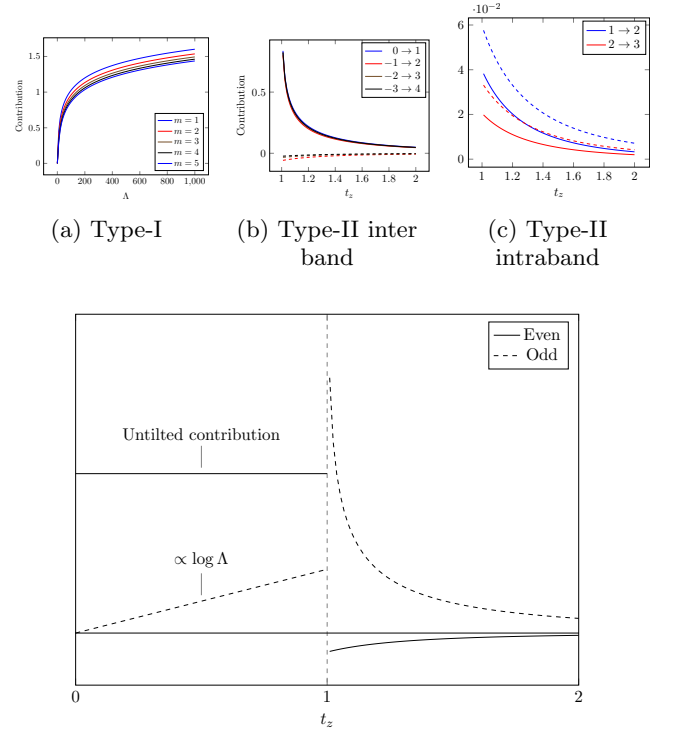 Contribution
0
0.5
1
1.5
0
200
400
600
800
1,000
Λ
m = 1
m = 2
m = 3
m = 4
m = 5
(a) Type-I
Contribution
0
0.5
1
1.2
1.4
1.6
1.8
2
t_z
0 → 1
−1 → 2
−2 → 3
−3 → 4
(b) Type-II inter
band
·10⁻²
0
2
4
6
1
1.2
1.4
1.6
1.8
2
t_z
1 → 2
2 → 3
(c) Type-II
intraband
Even
Odd
Untilted contribution
∝ log Λ
0
1
2
t_z